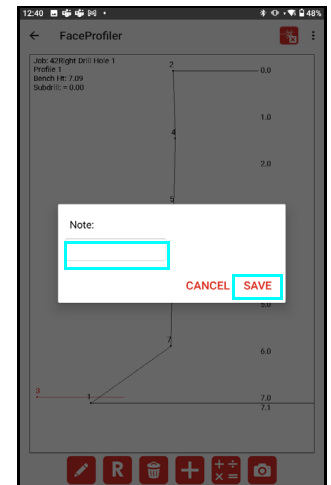 12:40 48%
FaceProfiler
Job: 42Right Drill Hole 1
Profile 1
Bench Ht: 7.09
Subdrill: = 0.00
2
0.0
1.0
4
2.0
5
Note:
CANCEL SAVE
5.0
7
6.0
3
1
7.0
7.1
R